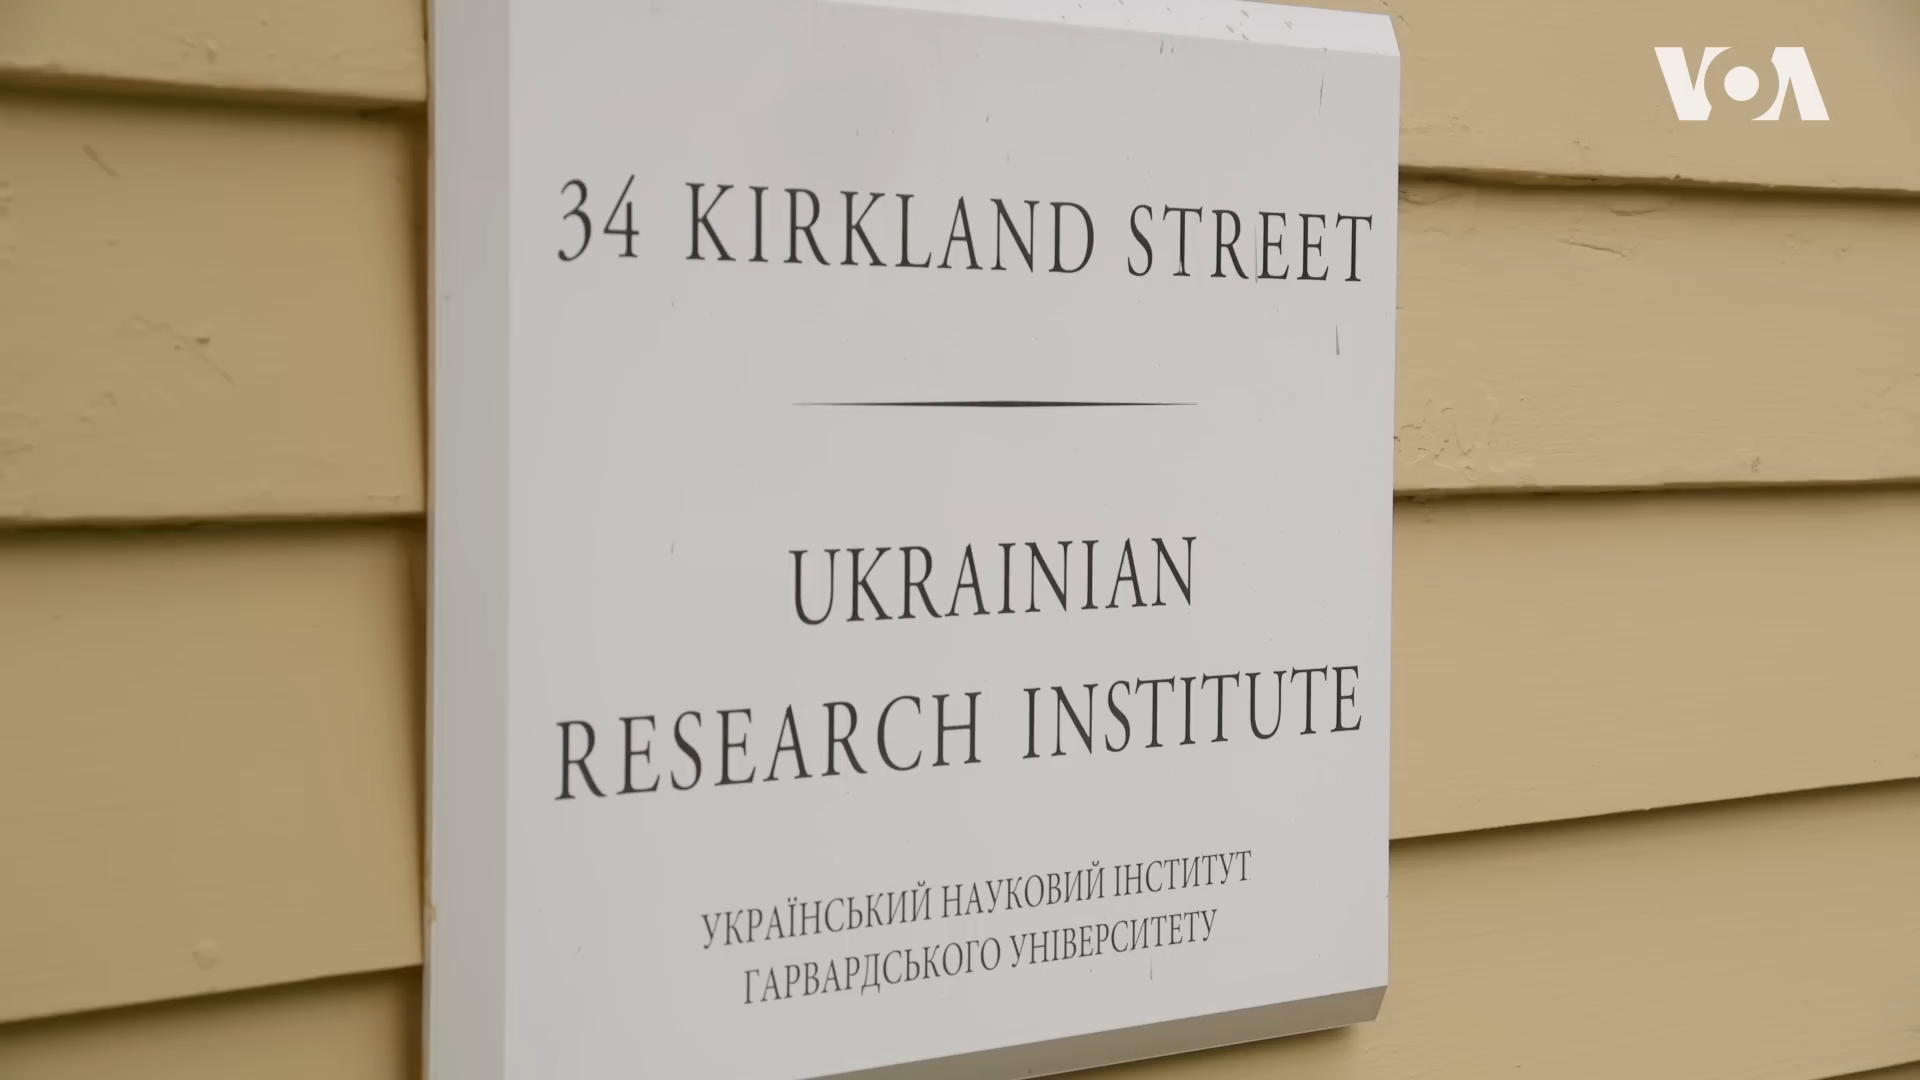 VOA
34 KIRKLAND STREET
UKRAINIAN
RESEARCH INSTITUTE
УКРАЇНСЬКИЙ НАУКОВИЙ ІНСТИТУТ
ГАРВАРДСЬКОГО УНІВЕРСИТЕТУ